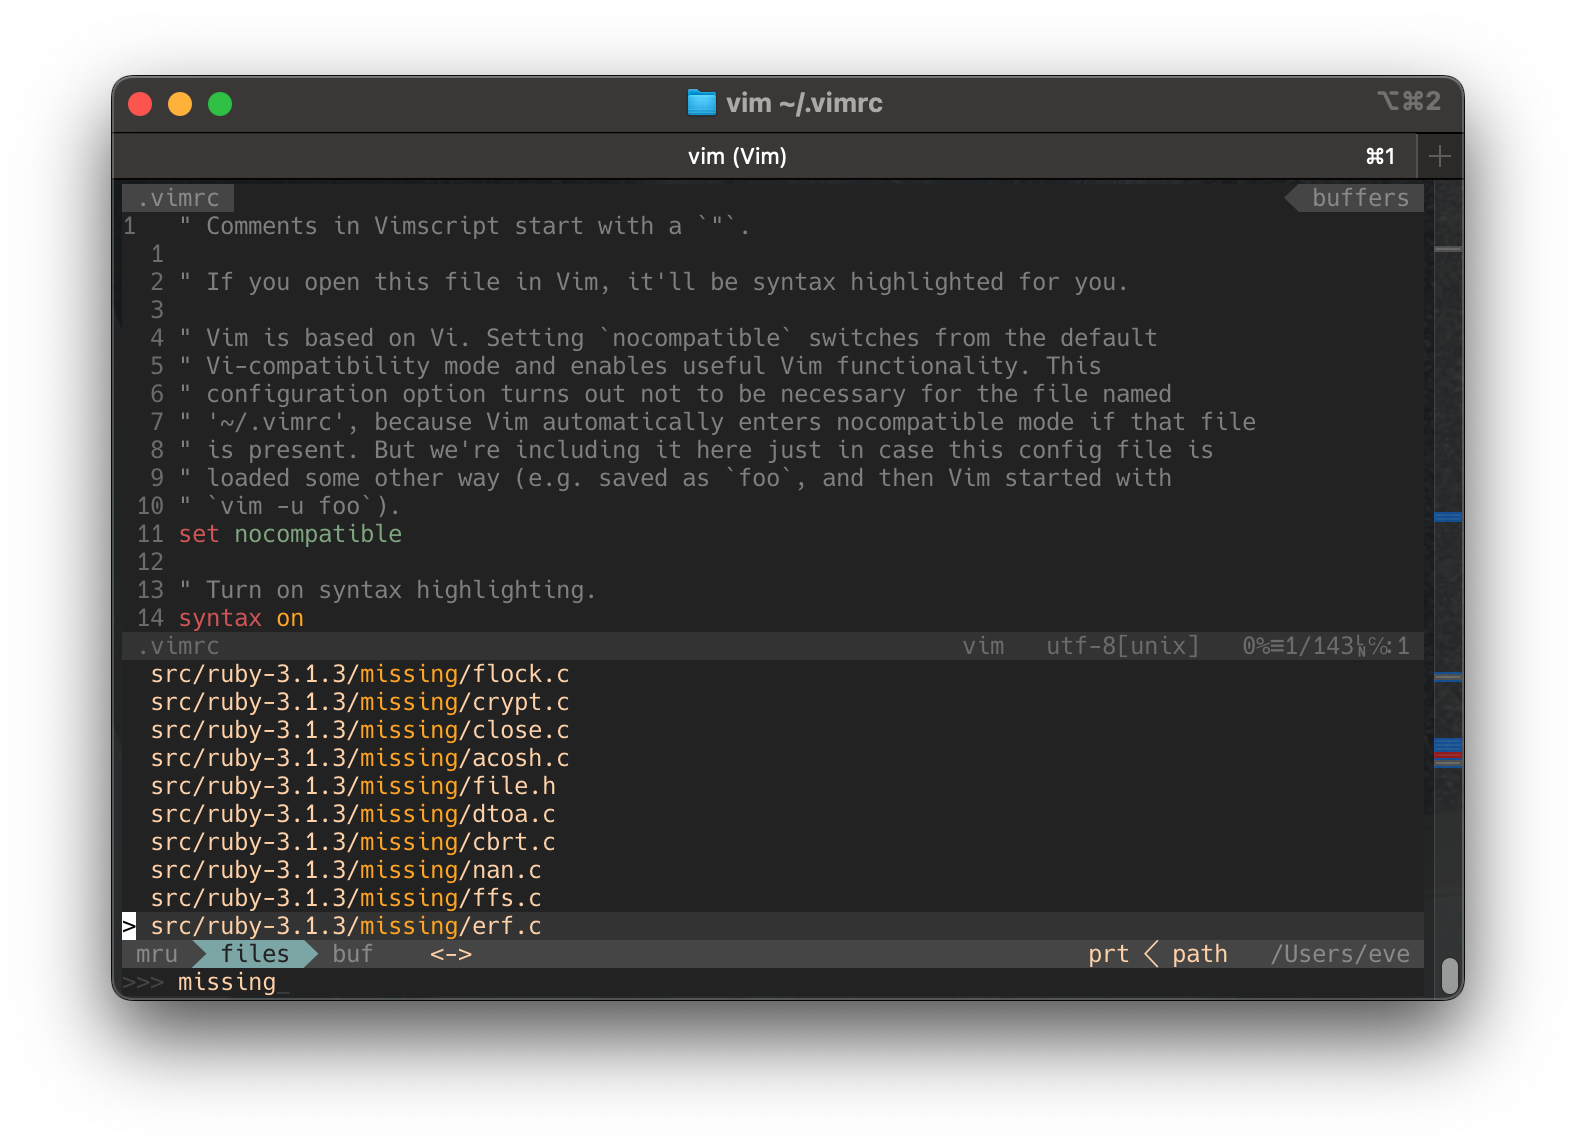 vim ~/.vimrc ⌥⌘2
vim (Vim) ⌘1 +
.vimrc buffers
1 " Comments in Vimscript start with a `"`.
1
2 " If you open this file in Vim, it'll be syntax highlighted for you.
3
4 " Vim is based on Vi. Setting `nocompatible` switches from the default
5 " Vi-compatibility mode and enables useful Vim functionality. This
6 " configuration option turns out not to be necessary for the file named
7 " '~/.vimrc', because Vim automatically enters nocompatible mode if that file
8 " is present. But we're including it here just in case this config file is
9 " loaded some other way (e.g. saved as `foo`, and then Vim started with
10 " `vim -u foo`).
11 set nocompatible
12
13 " Turn on syntax highlighting.
14 syntax on
.vimrc vim utf-8[unix] 0%≡1/143␤℅:1
src/ruby-3.1.3/missing/flock.c
src/ruby-3.1.3/missing/crypt.c
src/ruby-3.1.3/missing/close.c
src/ruby-3.1.3/missing/acosh.c
src/ruby-3.1.3/missing/file.h
src/ruby-3.1.3/missing/dtoa.c
src/ruby-3.1.3/missing/cbrt.c
src/ruby-3.1.3/missing/nan.c
src/ruby-3.1.3/missing/ffs.c
> src/ruby-3.1.3/missing/erf.c
mru files buf <-> prt < path /Users/eve
>>> missing_